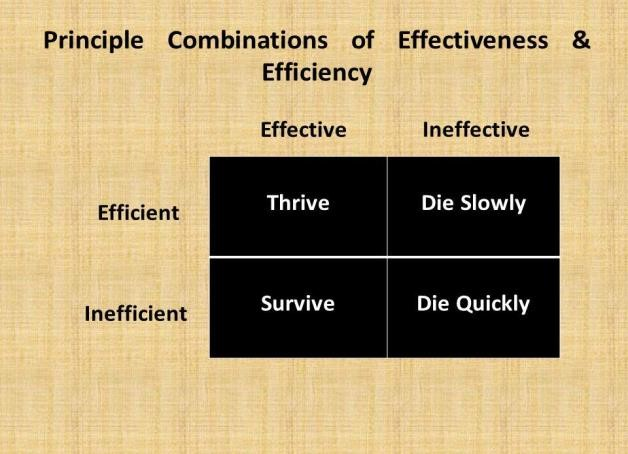 Principle Combinations of Effectiveness &
Efficiency
Effective Ineffective
Efficient Thrive Die Slowly
Inefficient Survive Die Quickly